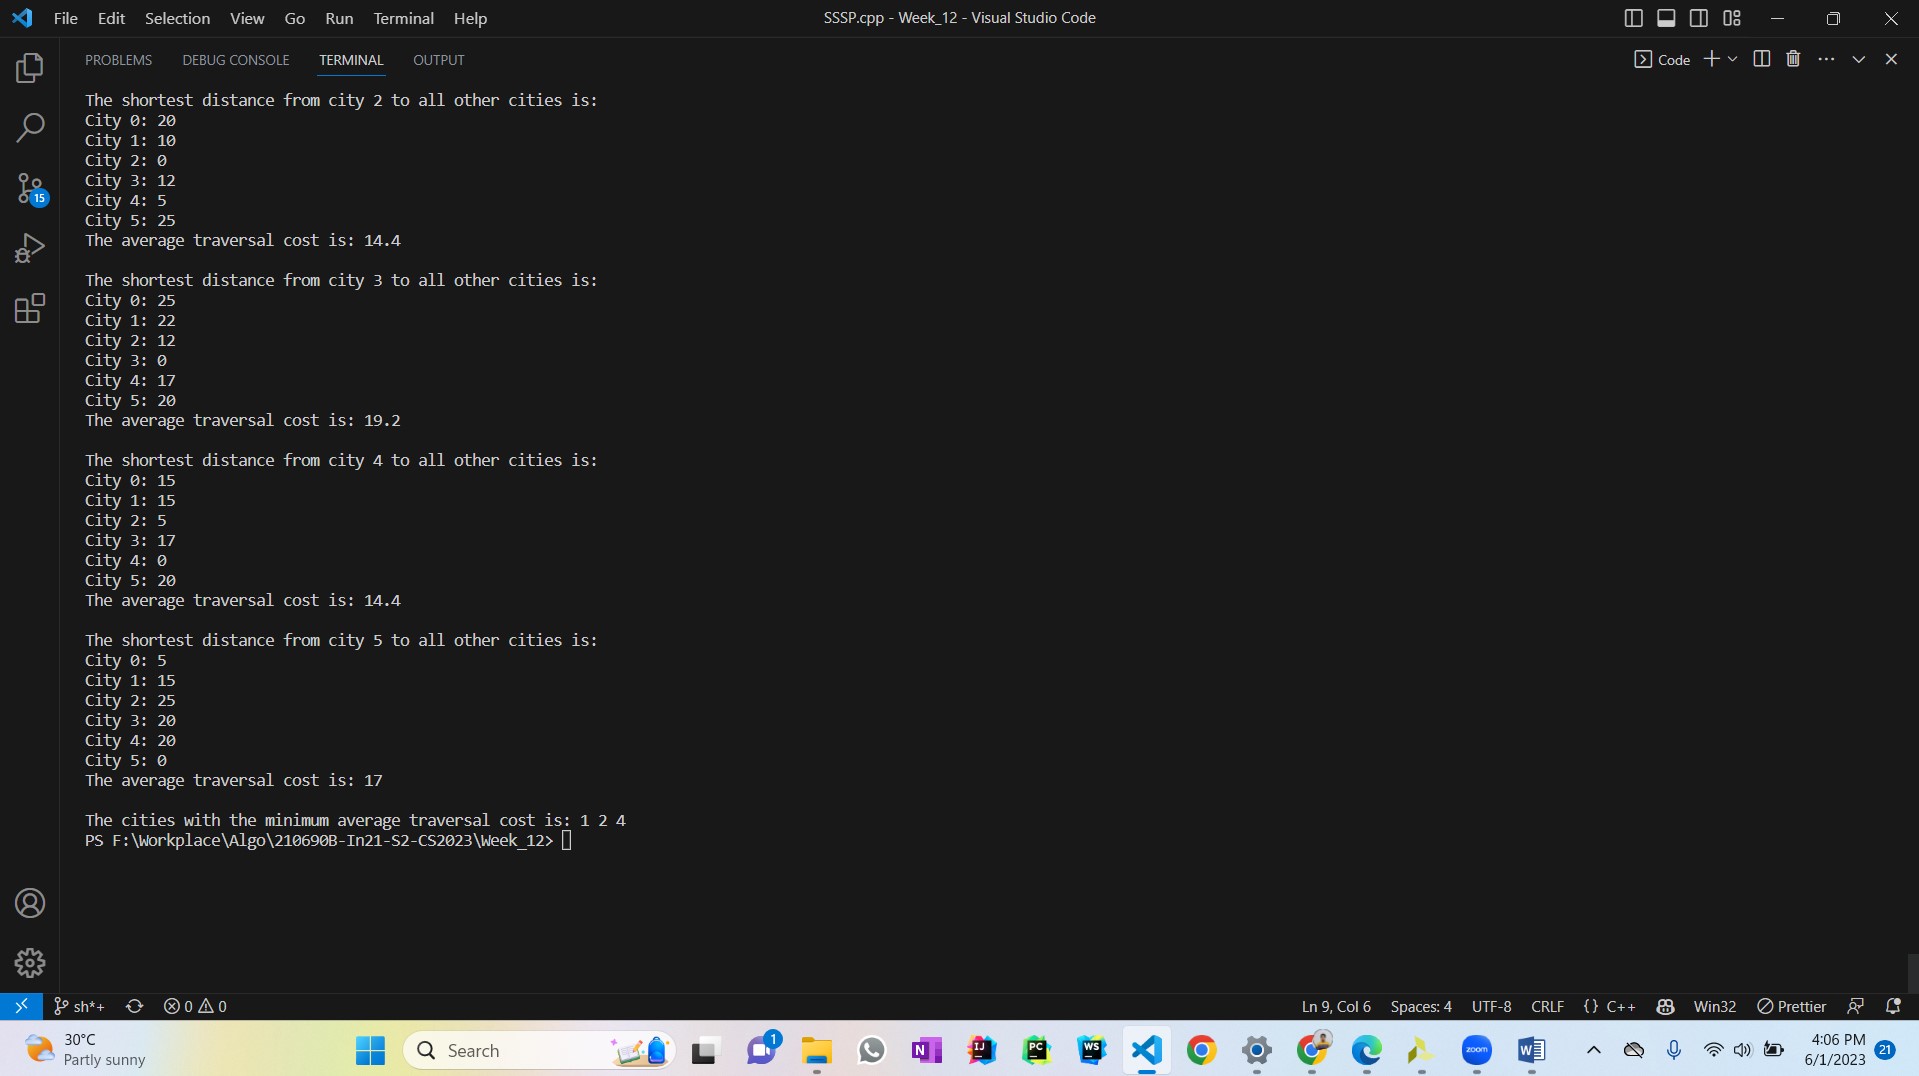 File Edit Selection View Go Run Terminal Help SSSP.cpp - Week_12 - Visual Studio Code
PROBLEMS DEBUG CONSOLE TERMINAL OUTPUT Code
The shortest distance from city 2 to all other cities is:
City 0: 20
City 1: 10
City 2: 0
City 3: 12
City 4: 5
City 5: 25
The average traversal cost is: 14.4
The shortest distance from city 3 to all other cities is:
City 0: 25
City 1: 22
City 2: 12
City 3: 0
City 4: 17
City 5: 20
The average traversal cost is: 19.2
The shortest distance from city 4 to all other cities is:
City 0: 15
City 1: 15
City 2: 5
City 3: 17
City 4: 0
City 5: 20
The average traversal cost is: 14.4
The shortest distance from city 5 to all other cities is:
City 0: 5
City 1: 15
City 2: 25
City 3: 20
City 4: 20
City 5: 0
The average traversal cost is: 17
The cities with the minimum average traversal cost is: 1 2 4
PS F:\Workplace\Algo\210690B-In21-S2-CS2023\Week_12>
15
sh*+ 0 0 Ln 9, Col 6 Spaces: 4 UTF-8 CRLF {} C++ Win32 Prettier
30°C
Partly sunny
Search
1
N
IJ
PC
WS
zoom
W
4:06 PM
6/1/2023
21